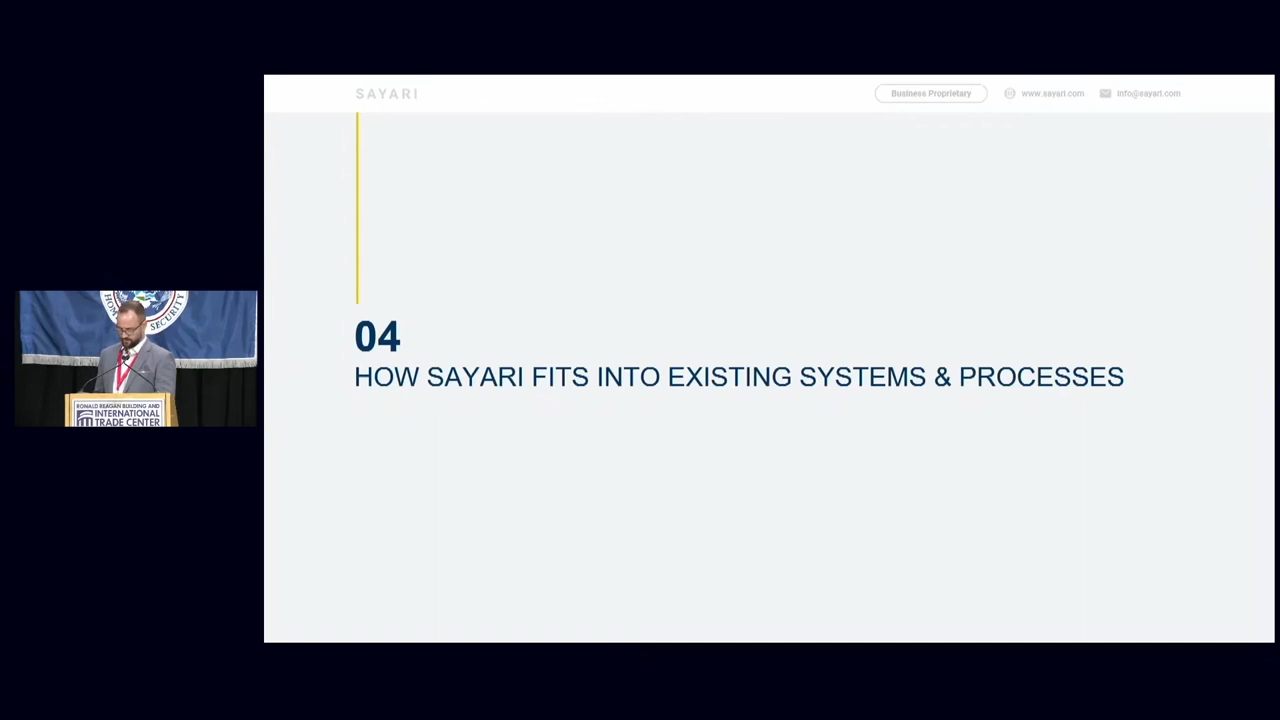 SAYARI
Business Proprietary
www.sayari.com
info@sayari.com
04
HOW SAYARI FITS INTO EXISTING SYSTEMS & PROCESSES
SECURITY
RONALD REAGAN BUILDING AND
INTERNATIONAL
TRADE CENTER